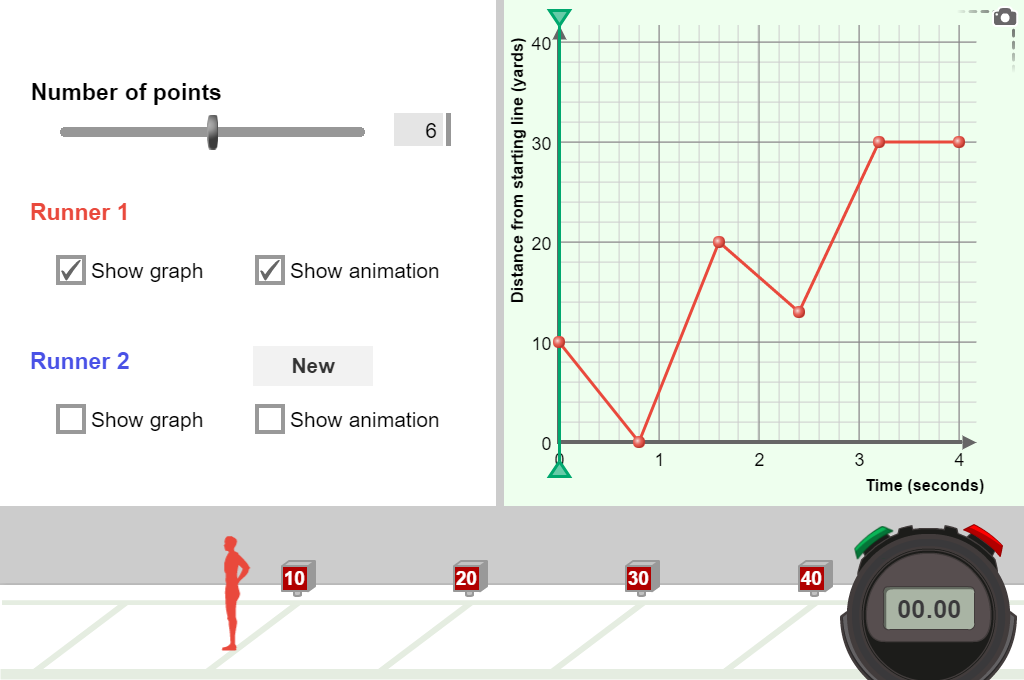 Number of points
6
Runner 1
Show graph
Show animation
Runner 2
New
Show graph
Show animation
Distance from starting line (yards)
40
30
20
10
0
0 1 2 3 4
Time (seconds)
10 20 30 40
00.00